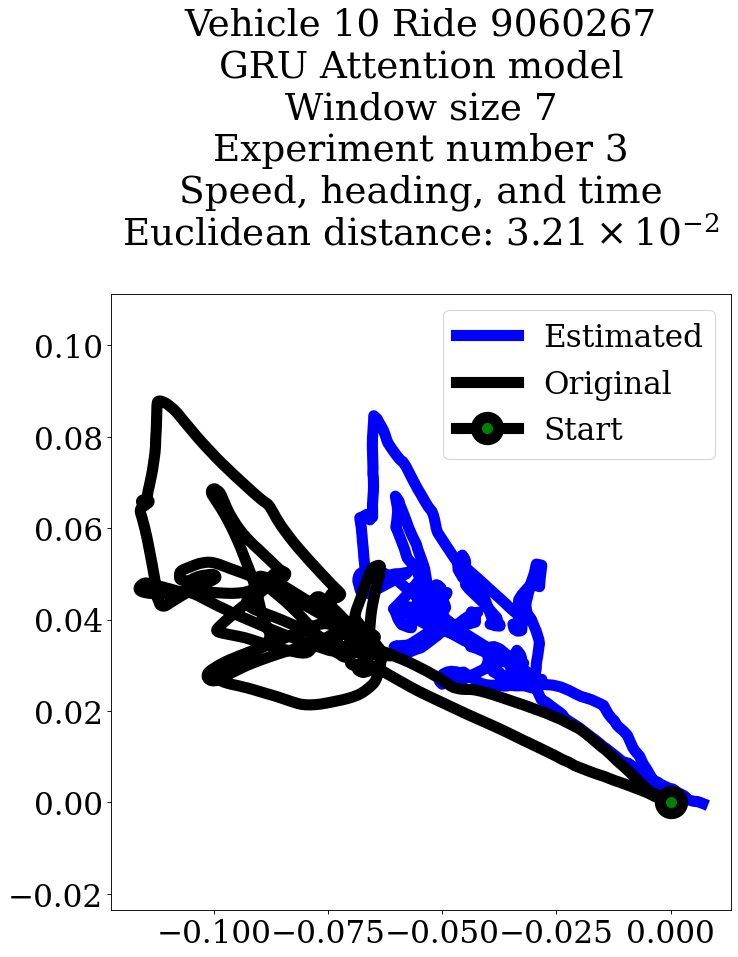 Vehicle 10 Ride 9060267
GRU Attention model
Window size 7
Experiment number 3
Speed, heading, and time
Euclidean distance: 3.21 × 10⁻²
Estimated
Original
Start
0.10
0.08
0.06
0.04
0.02
0.00
−0.02
−0.100 −0.075 −0.050 −0.025 0.000